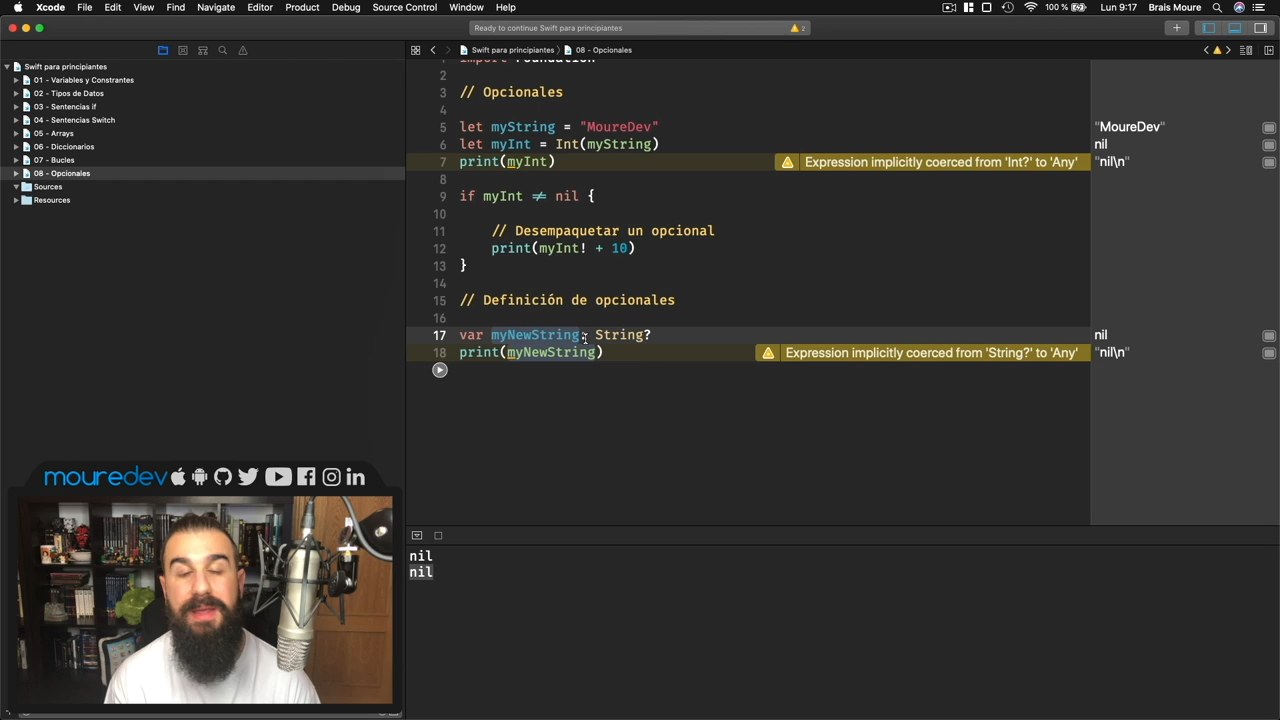 Xcode File Edit View Find Navigate Editor Product Debug Source Control Window Help 100 % Lun 9:17 Brais Moure
Ready to continue Swift para principiantes 2
Swift para principiantes 08 - Opcionales
Swift para principiantes
01 - Variables y Constrantes
02 - Tipos de Datos
03 - Sentencias if
04 - Sentencias Switch
05 - Arrays
06 - Diccionarios
07 - Bucles
08 - Opcionales
Sources
Resources
1 import Foundation
2
3 // Opcionales
4
5 let myString = "MoureDev" "MoureDev"
6 let myInt = Int(myString) nil
7 print(myInt) Expression implicitly coerced from 'Int?' to 'Any' "nil\n"
8
9 if myInt ≠ nil {
10
11 // Desempaquetar un opcional
12 print(myInt! + 10)
13 }
14
15 // Definición de opcionales
16
17 var myNewString: String? nil
18 print(myNewString) Expression implicitly coerced from 'String?' to 'Any' "nil\n"
mouredev
nil
nil